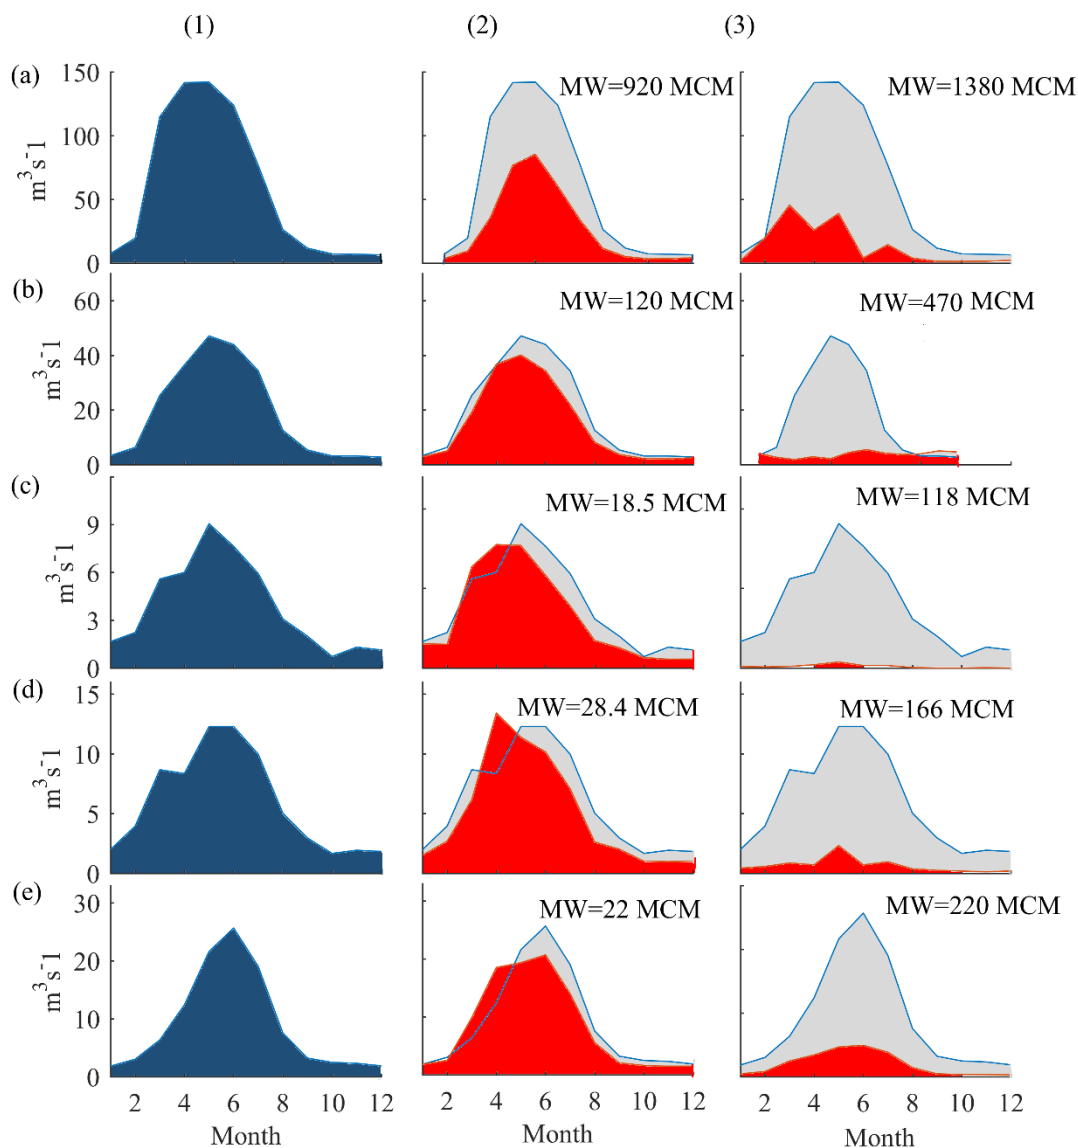 (1) (2) (3)
(a) 150 100 50 0 m³s-1 MW=920 MCM MW=1380 MCM
(b) 60 40 20 0 m³s-1 MW=120 MCM MW=470 MCM
(c) 9 6 3 0 m³s-1 MW=18.5 MCM MW=118 MCM
(d) 15 10 5 0 m³s-1 MW=28.4 MCM MW=166 MCM
(e) 30 20 10 0 m³s-1 MW=22 MCM MW=220 MCM
2 4 6 8 10 12 2 4 6 8 10 12 2 4 6 8 10 12
Month Month Month